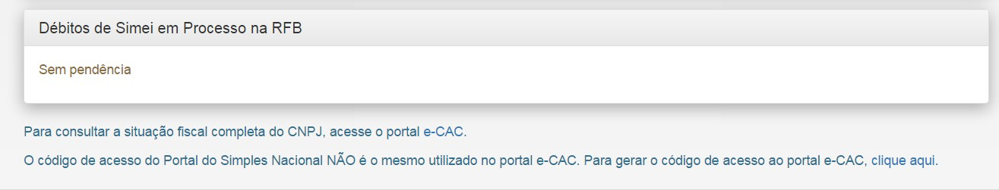 Débitos de Simei em Processo na RFB
Sem pendência
Para consultar a situação fiscal completa do CNPJ, acesse o portal e-CAC.
O código de acesso do Portal do Simples Nacional NÃO é o mesmo utilizado no portal e-CAC. Para gerar o código de acesso ao portal e-CAC, clique aqui.